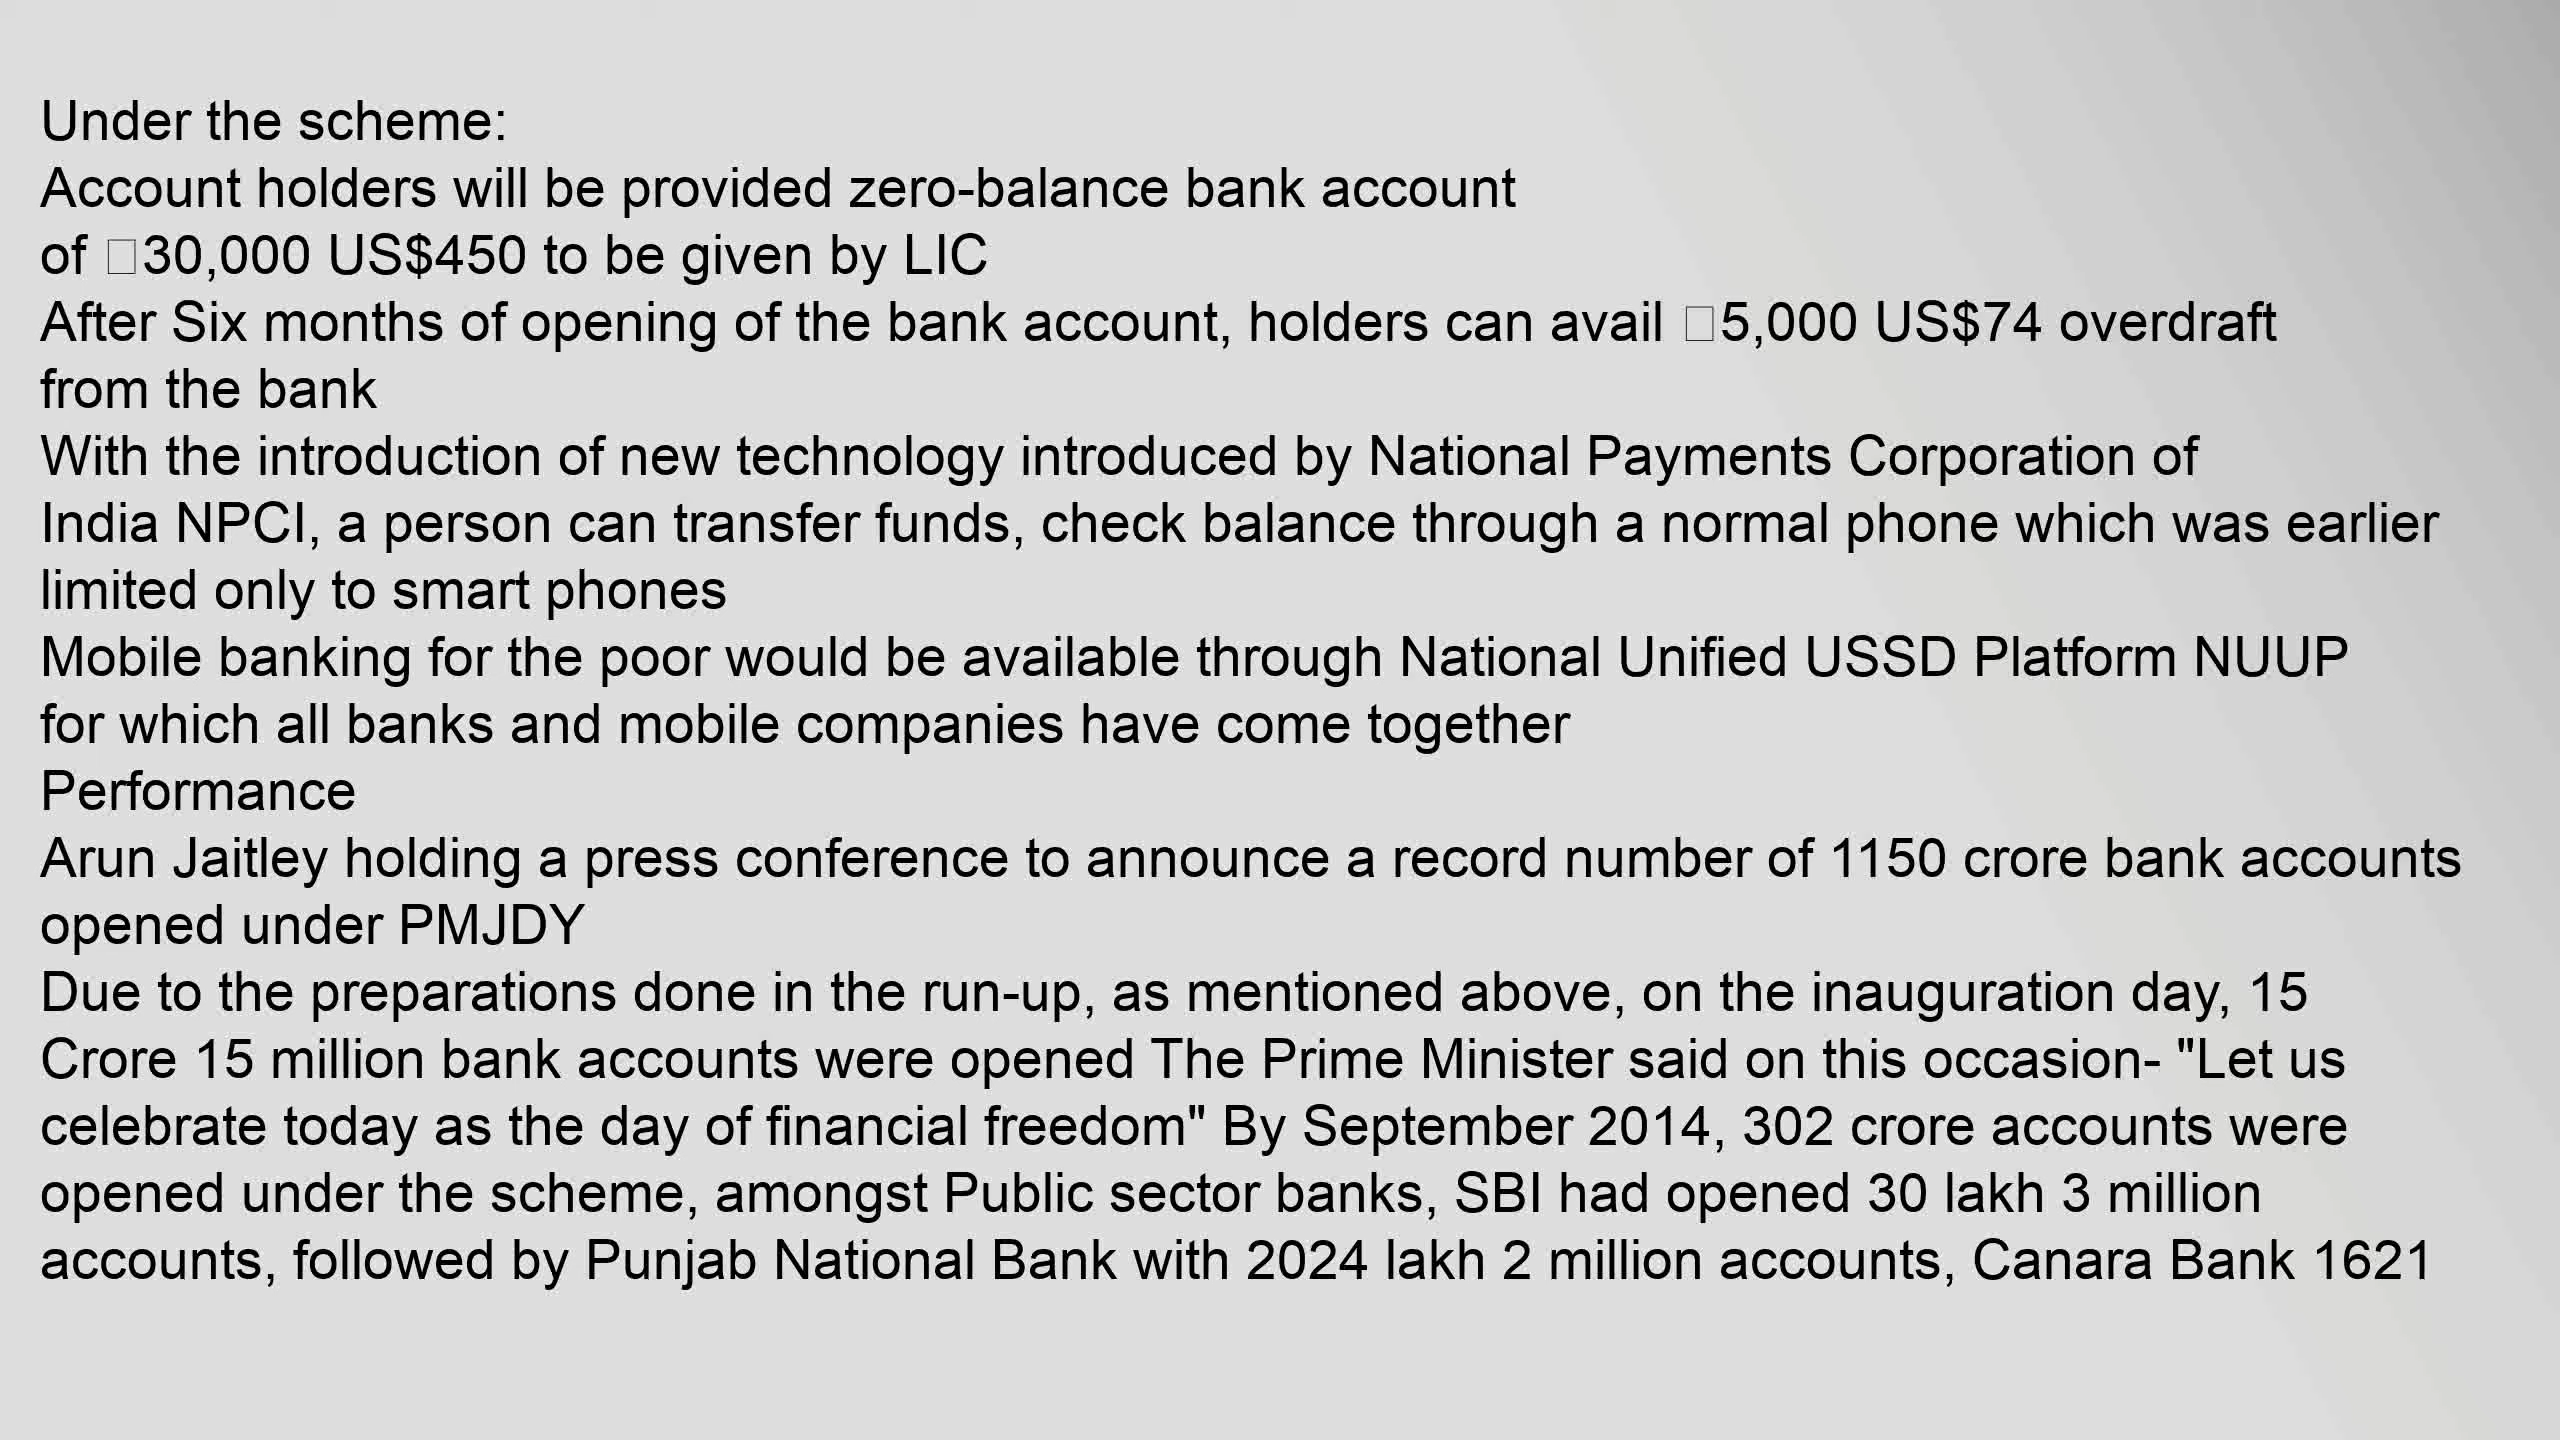 Under the scheme:
Account holders will be provided zero-balance bank account
of □30,000 US$450 to be given by LIC
After Six months of opening of the bank account, holders can avail □5,000 US$74 overdraft
from the bank
With the introduction of new technology introduced by National Payments Corporation of
India NPCI, a person can transfer funds, check balance through a normal phone which was earlier
limited only to smart phones
Mobile banking for the poor would be available through National Unified USSD Platform NUUP
for which all banks and mobile companies have come together
Performance
Arun Jaitley holding a press conference to announce a record number of 1150 crore bank accounts
opened under PMJDY
Due to the preparations done in the run-up, as mentioned above, on the inauguration day, 15
Crore 15 million bank accounts were opened The Prime Minister said on this occasion- "Let us
celebrate today as the day of financial freedom" By September 2014, 302 crore accounts were
opened under the scheme, amongst Public sector banks, SBI had opened 30 lakh 3 million
accounts, followed by Punjab National Bank with 2024 lakh 2 million accounts, Canara Bank 1621